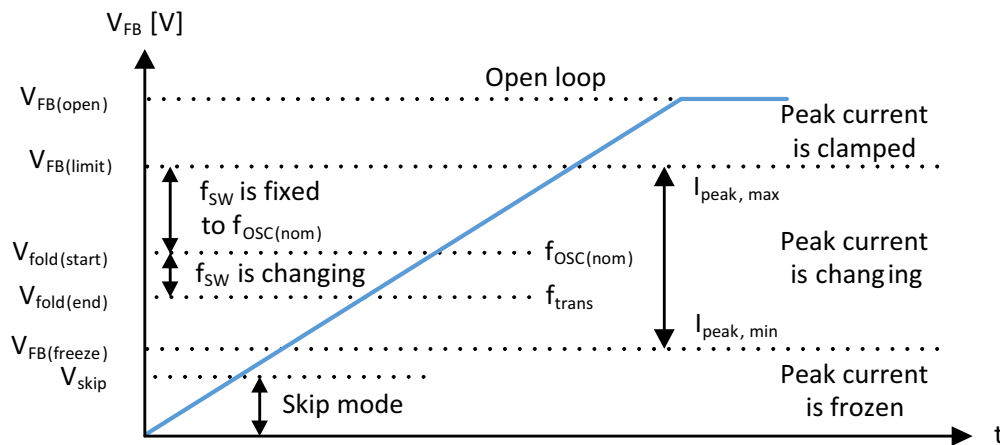 V_FB [V]
Open loop
V_FB(open)
Peak current
is clamped
V_FB(limit)
f_SW is fixed
to f_OSC(nom)
I_peak, max
V_fold(start)
f_OSC(nom)
Peak current
is changing
f_SW is changing
V_fold(end)
f_trans
I_peak, min
V_FB(freeze)
V_skip
Peak current
is frozen
Skip mode
t